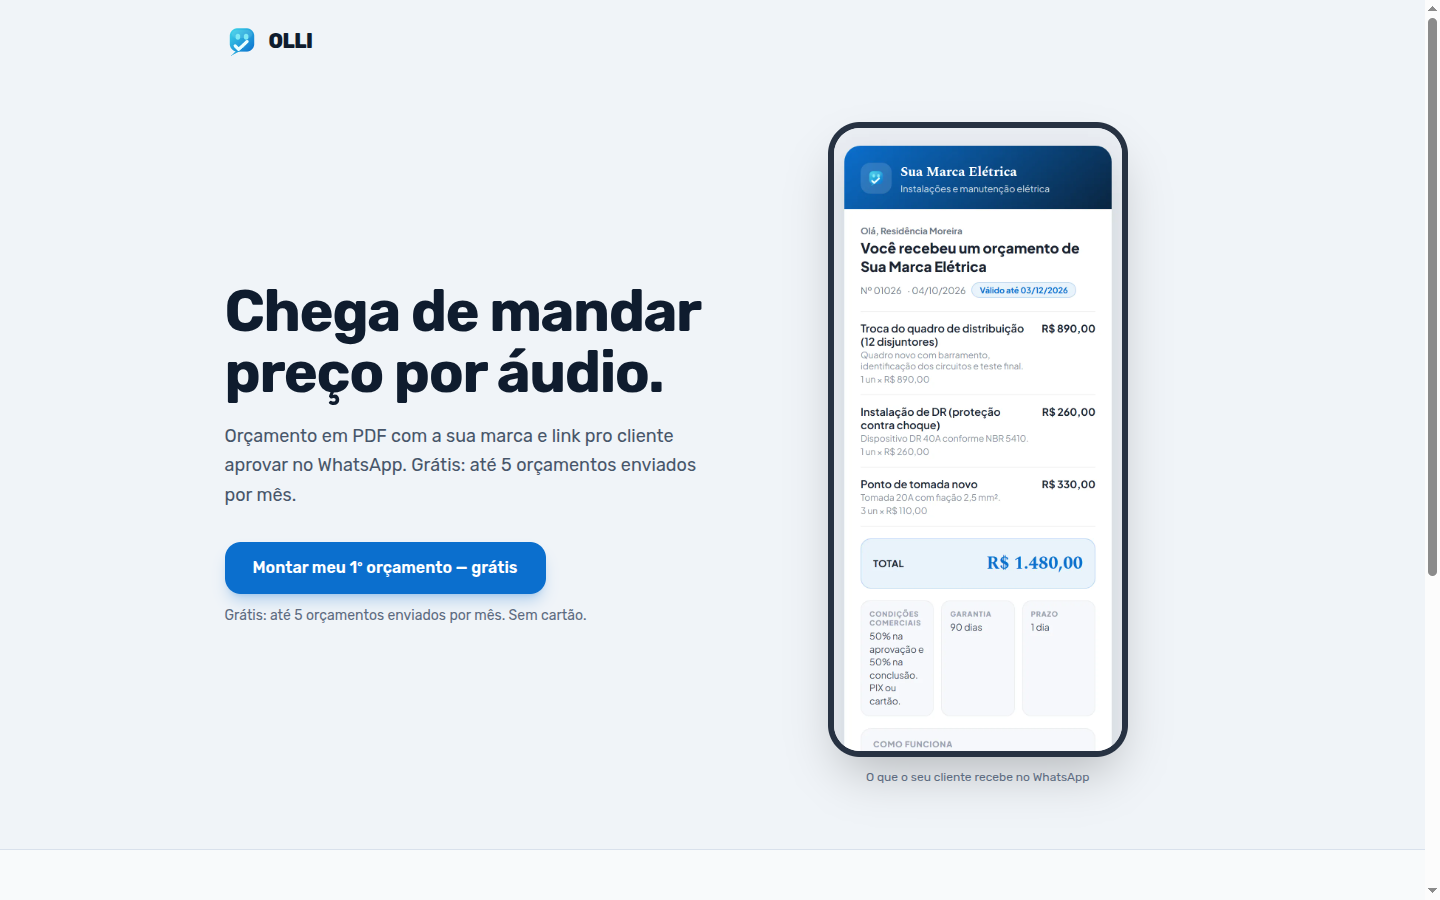 OLLI
Chega de mandar
preço por áudio.
Orçamento em PDF com a sua marca e link pro cliente
aprovar no WhatsApp. Grátis: até 5 orçamentos enviados
por mês.
Montar meu 1º orçamento — grátis
Grátis: até 5 orçamentos enviados por mês. Sem cartão.
Sua Marca Elétrica
Instalações e manutenção elétrica
Olá, Residência Moreira
Você recebeu um orçamento de
Sua Marca Elétrica
Nº 01026 · 04/10/2026 Válido até 03/12/2026
Troca do quadro de distribuição R$ 890,00
(12 disjuntores)
Quadro novo com barramento,
identificação dos circuitos e teste final.
1 un × R$ 890,00
Instalação de DR (proteção R$ 260,00
contra choque)
Dispositivo DR 40A conforme NBR 5410.
1 un × R$ 260,00
Ponto de tomada novo R$ 330,00
Tomada 20A com fiação 2,5 mm².
3 un × R$ 110,00
TOTAL R$ 1.480,00
CONDIÇÕES
COMERCIAIS
50% na
aprovação e
50% na
conclusão.
PIX ou
cartão.
GARANTIA
90 dias
PRAZO
1 dia
COMO FUNCIONA
O que o seu cliente recebe no WhatsApp